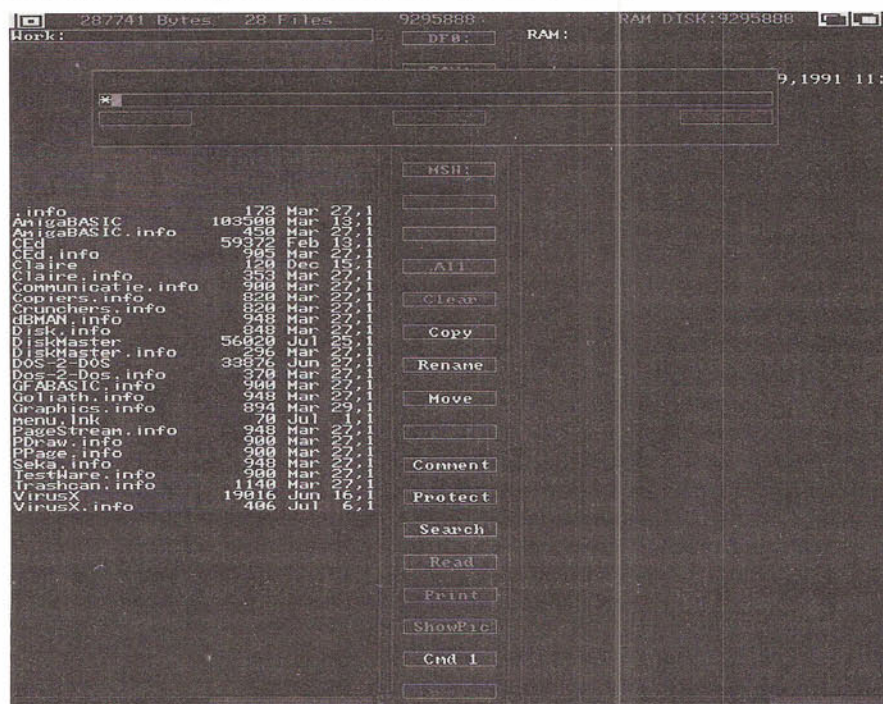 287741 Bytes 28 Files 9295888 RAM DISK:9295888
Work: DF0: RAM:
9,1991 11:
*
MSH:
.info 173 Mar 27,1
AmigaBASIC 103500 Mar 13,1
AmigaBASIC.info 450 Mar 27,1
CEd 59372 Feb 13,1
CEd.info 905 Mar 27,1
Claire 120 Dec 15,1
Claire.info 353 Mar 27,1
Communicatie.info 900 Mar 27,1
Copiers.info 820 Mar 27,1
Crunchers.info 820 Mar 27,1
dBMAN.info 948 Mar 27,1
Disk.info 848 Mar 27,1
DiskMaster 56020 Jul 25,1
DiskMaster.info 296 Mar 27,1
DOS-2-DOS 33876 Jun 27,1
Dos-2-Dos.info 370 Mar 27,1
GFABASIC.info 900 Mar 27,1
Goliath.info 948 Mar 27,1
Graphics.info 894 Mar 29,1
menu.lnk 70 Jul 1,1
PageStream.info 948 Mar 27,1
PDraw.info 900 Mar 27,1
PPage.info 900 Mar 27,1
Seka.info 948 Mar 27,1
TestWare.info 900 Mar 27,1
Trashcan.info 1140 Mar 27,1
VirusX 19016 Jun 16,1
VirusX.info 406 Jul 6,1
All
Clear
Copy
Rename
Move
Comment
Protect
Search
Read
Print
ShowPic
Cmd 1